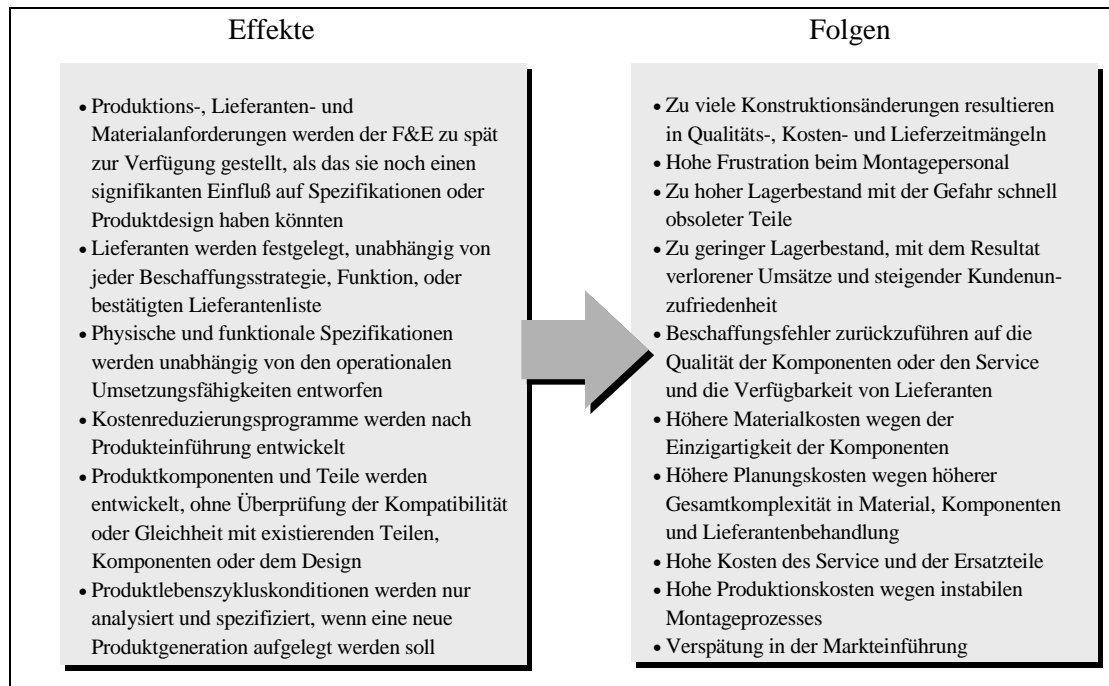 Effekte
• Produktions-, Lieferanten- und
Materialanforderungen werden der F&E zu spät
zur Verfügung gestellt, als das sie noch einen
signifikanten Einfluß auf Spezifikationen oder
Produktdesign haben könnten
• Lieferanten werden festgelegt, unabhängig von
jeder Beschaffungsstrategie, Funktion, oder
bestätigten Lieferantenliste
• Physische und funktionale Spezifikationen
werden unabhängig von den operationalen
Umsetzungsfähigkeiten entworfen
• Kostenreduzierungsprogramme werden nach
Produkteinführung entwickelt
• Produktkomponenten und Teile werden
entwickelt, ohne Überprüfung der Kompatibilität
oder Gleichheit mit existierenden Teilen,
Komponenten oder dem Design
• Produktlebenszykluskonditionen werden nur
analysiert und spezifiziert, wenn eine neue
Produktgeneration aufgelegt werden soll
Folgen
• Zu viele Konstruktionsänderungen resultieren
in Qualitäts-, Kosten- und Lieferzeitmängeln
• Hohe Frustration beim Montagepersonal
• Zu hoher Lagerbestand mit der Gefahr schnell
obsoleter Teile
• Zu geringer Lagerbestand, mit dem Resultat
verlorener Umsätze und steigender Kundenun-
zufriedenheit
• Beschaffungsfehler zurückzuführen auf die
Qualität der Komponenten oder den Service
und die Verfügbarkeit von Lieferanten
• Höhere Materialkosten wegen der
Einzigartigkeit der Komponenten
• Höhere Planungskosten wegen höherer
Gesamtkomplexität in Material, Komponenten
und Lieferantenbehandlung
• Hohe Kosten des Service und der Ersatzteile
• Hohe Produktionskosten wegen instabilen
Montageprozesses
• Verspätung in der Markteinführung